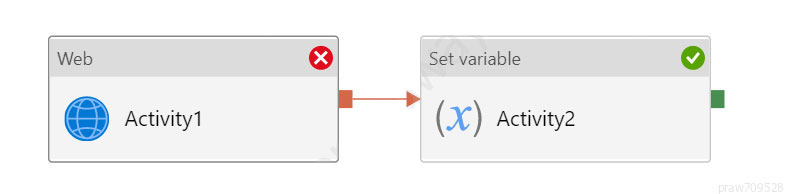 Web
Set variable
Activity1
(x)
Activity2
praw709528